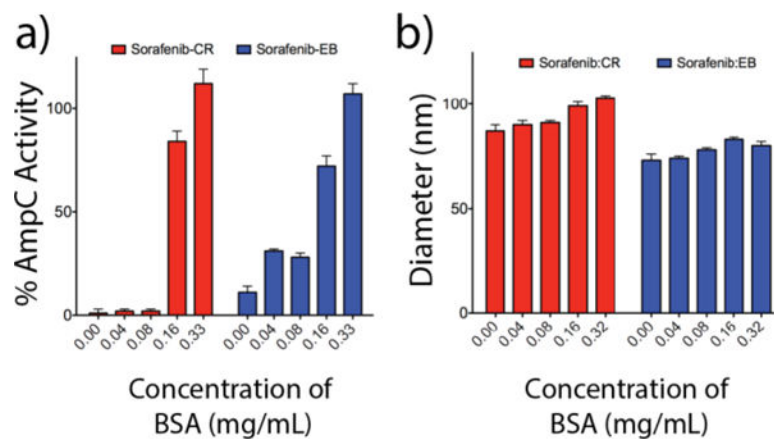 a)
Sorafenib-CR Sorafenib-EB
% AmpC Activity
100
50
0
0.00 0.04 0.08 0.16 0.33 0.00 0.04 0.08 0.16 0.33
Concentration of
BSA (mg/mL)
b)
Sorafenib:CR Sorafenib:EB
Diameter (nm)
100
50
0
0.00 0.04 0.08 0.16 0.32 0.00 0.04 0.08 0.16 0.32
Concentration of
BSA (mg/mL)